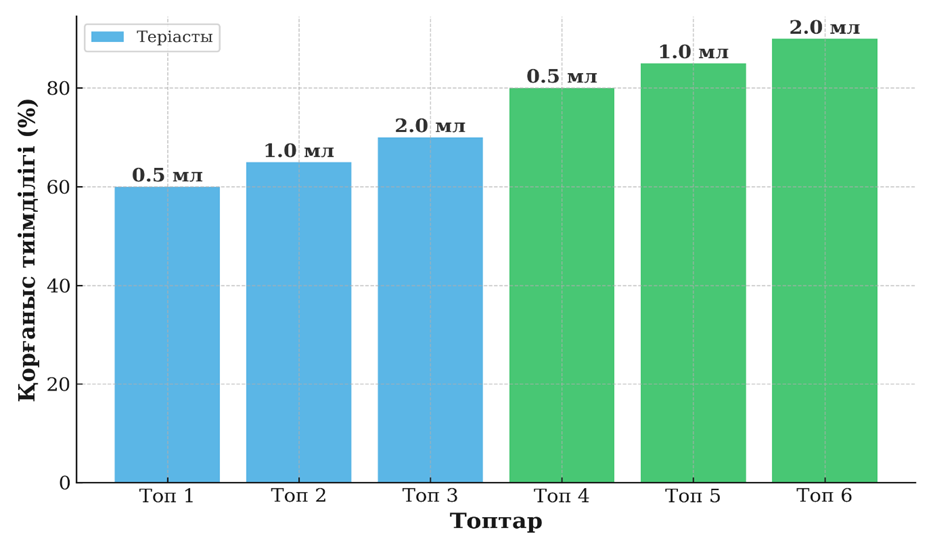 Теріасты
0.5 мл
1.0 мл
2.0 мл
0.5 мл
1.0 мл
2.0 мл
Қорғаныс тиімділігі (%)
80
60
40
20
0
Топ 1
Топ 2
Топ 3
Топ 4
Топ 5
Топ 6
Топтар